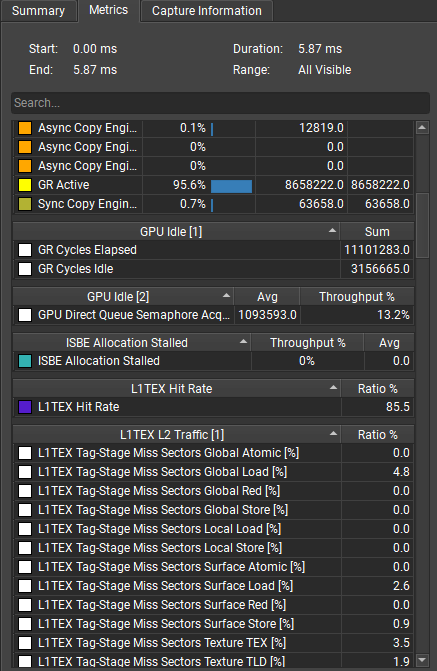 Summary Metrics Capture Information
Start: 0.00 ms Duration: 5.87 ms
End: 5.87 ms Range: All Visible
Search...
Async Copy Engi... 0.1% 12819.0
Async Copy Engi... 0% 0.0
Async Copy Engi... 0% 0.0
GR Active 95.6% 8658222.0 8658222.0
Sync Copy Engin... 0.7% 63658.0 63658.0
GPU Idle [1] Sum
GR Cycles Elapsed 11101283.0
GR Cycles Idle 3156665.0
GPU Idle [2] Avg Throughput %
GPU Direct Queue Semaphore Acq... 1093593.0 13.2%
ISBE Allocation Stalled Throughput % Avg
ISBE Allocation Stalled 0% 0.0
L1TEX Hit Rate Ratio %
L1TEX Hit Rate 85.5
L1TEX L2 Traffic [1] Ratio %
L1TEX Tag-Stage Miss Sectors Global Atomic [%] 0.0
L1TEX Tag-Stage Miss Sectors Global Load [%] 4.8
L1TEX Tag-Stage Miss Sectors Global Red [%] 0.0
L1TEX Tag-Stage Miss Sectors Global Store [%] 0.0
L1TEX Tag-Stage Miss Sectors Local Load [%] 0.0
L1TEX Tag-Stage Miss Sectors Local Store [%] 0.0
L1TEX Tag-Stage Miss Sectors Surface Atomic [%] 0.0
L1TEX Tag-Stage Miss Sectors Surface Load [%] 2.6
L1TEX Tag-Stage Miss Sectors Surface Red [%] 0.0
L1TEX Tag-Stage Miss Sectors Surface Store [%] 0.9
L1TEX Tag-Stage Miss Sectors Texture TEX [%] 3.5
L1TEX Tag-Stage Miss Sectors Texture TLD [%] 1.9